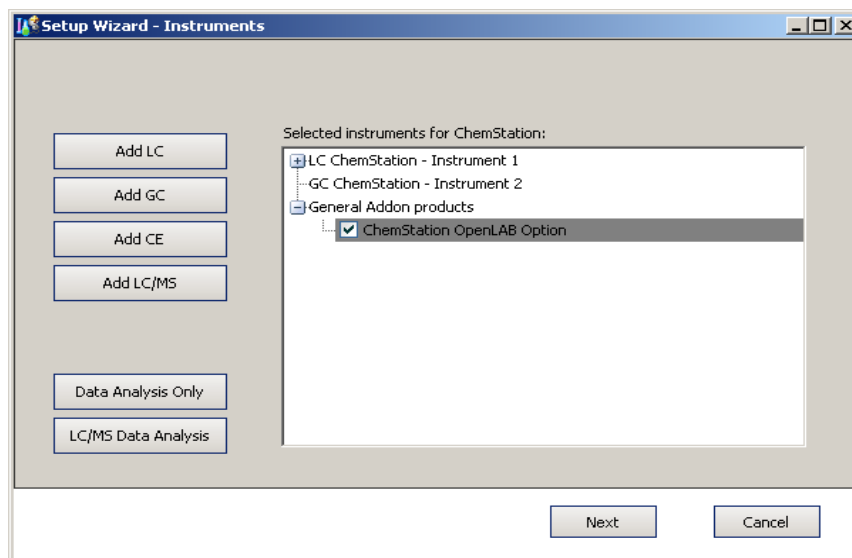 Setup Wizard - Instruments
Selected instruments for ChemStation:
Add LC
Add GC
Add CE
Add LC/MS
Data Analysis Only
LC/MS Data Analysis
LC ChemStation - Instrument 1
GC ChemStation - Instrument 2
General Addon products
ChemStation OpenLAB Option
Next
Cancel